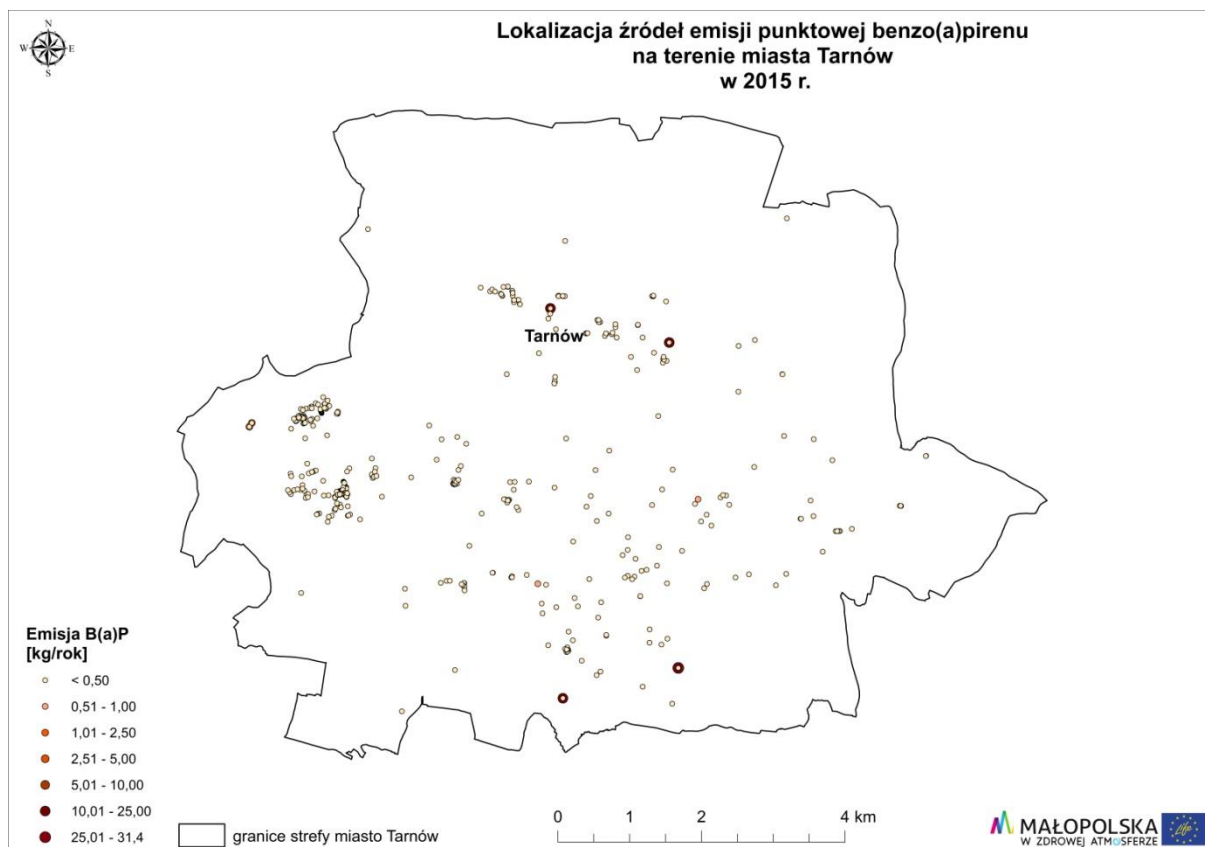 N
W
E
S
Lokalizacja źródeł emisji punktowej benzo(a)pirenu
na terenie miasta Tarnów
w 2015 r.
Tarnów
Emisja B(a)P
[kg/rok]
< 0,50
0,51 - 1,00
1,01 - 2,50
2,51 - 5,00
5,01 - 10,00
10,01 - 25,00
25,01 - 31,4
granice strefy miasto Tarnów
0 1 2 4 km
MAŁOPOLSKA
W ZDROWEJ ATMOSFERZE
Life